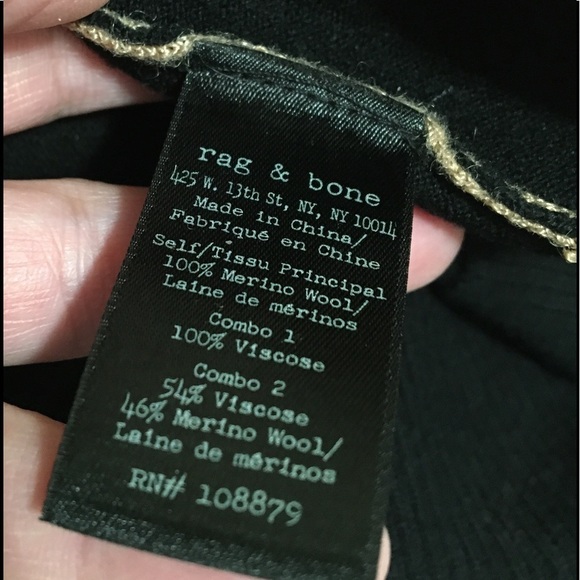 rag & bone
425 W. 13th St, NY, NY 10014
Made in China/
Fabriqué en Chine
Self/Tissu Principal
100% Merino Wool/
Laine de mérinos
Combo 1
100% Viscose
Combo 2
54% Viscose
46% Merino Wool/
Laine de mérinos
RN# 108879